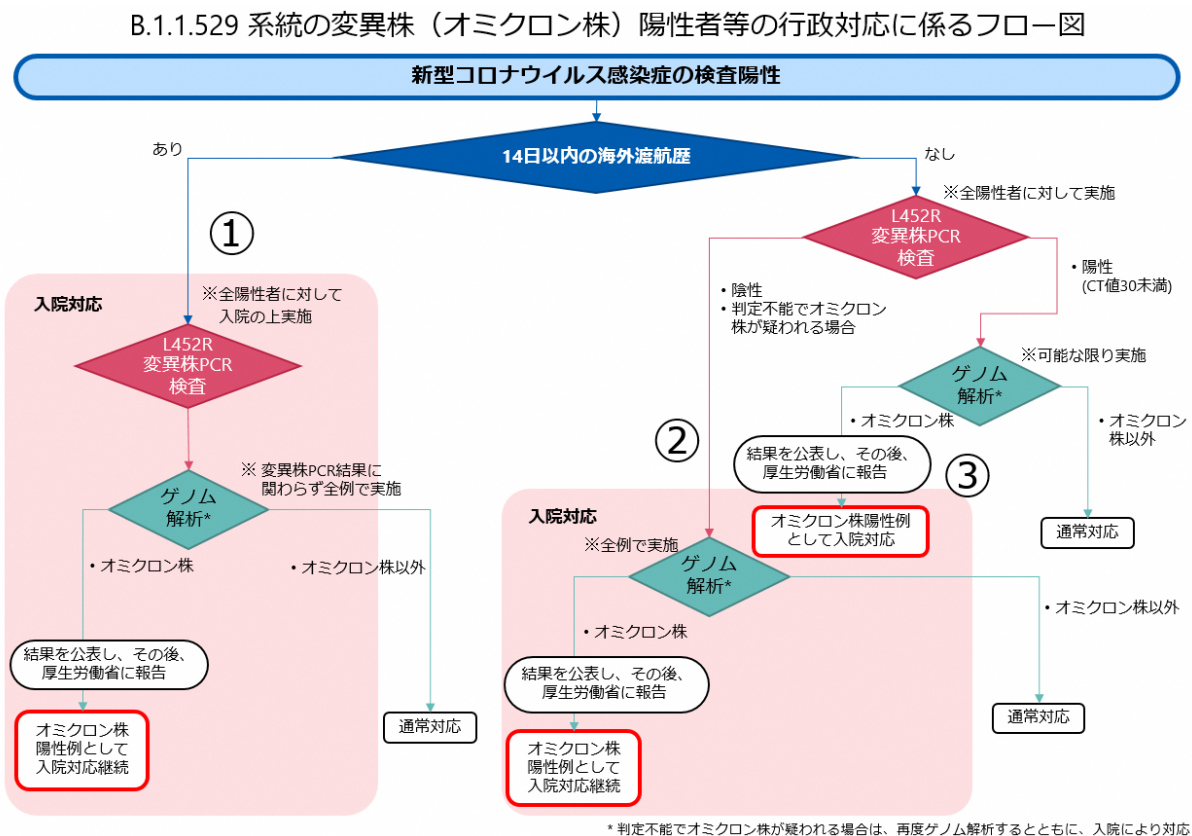 B.1.1.529 系統の変異株（オミクロン株）陽性者等の行政対応に係るフロー図
新型コロナウイルス感染症の検査陽性
14日以内の海外渡航歴
あり
なし
①
入院対応
※全陽性者に対して
入院の上実施
L452R
変異株PCR
検査
ゲノム
解析*
※ 変異株PCR結果に
関わらず全例で実施
・オミクロン株
・オミクロン株以外
結果を公表し、その後、
厚生労働省に報告
オミクロン株
陽性例として
入院対応継続
通常対応
※全陽性者に対して実施
L452R
変異株PCR
検査
・陰性
・判定不能でオミクロン
株が疑われる場合
・陽性
(CT値30未満)
②
※可能な限り実施
ゲノム
解析*
・オミクロン株
・オミクロン
株以外
結果を公表し、その後、
厚生労働省に報告
③
オミクロン株陽性例
として入院対応
通常対応
入院対応
※全例で実施
ゲノム
解析*
・オミクロン株
・オミクロン株以外
結果を公表し、その後、
厚生労働省に報告
オミクロン株
陽性例として
入院対応継続
通常対応
* 判定不能でオミクロン株が疑われる場合は、再度ゲノム解析するとともに、入院により対応